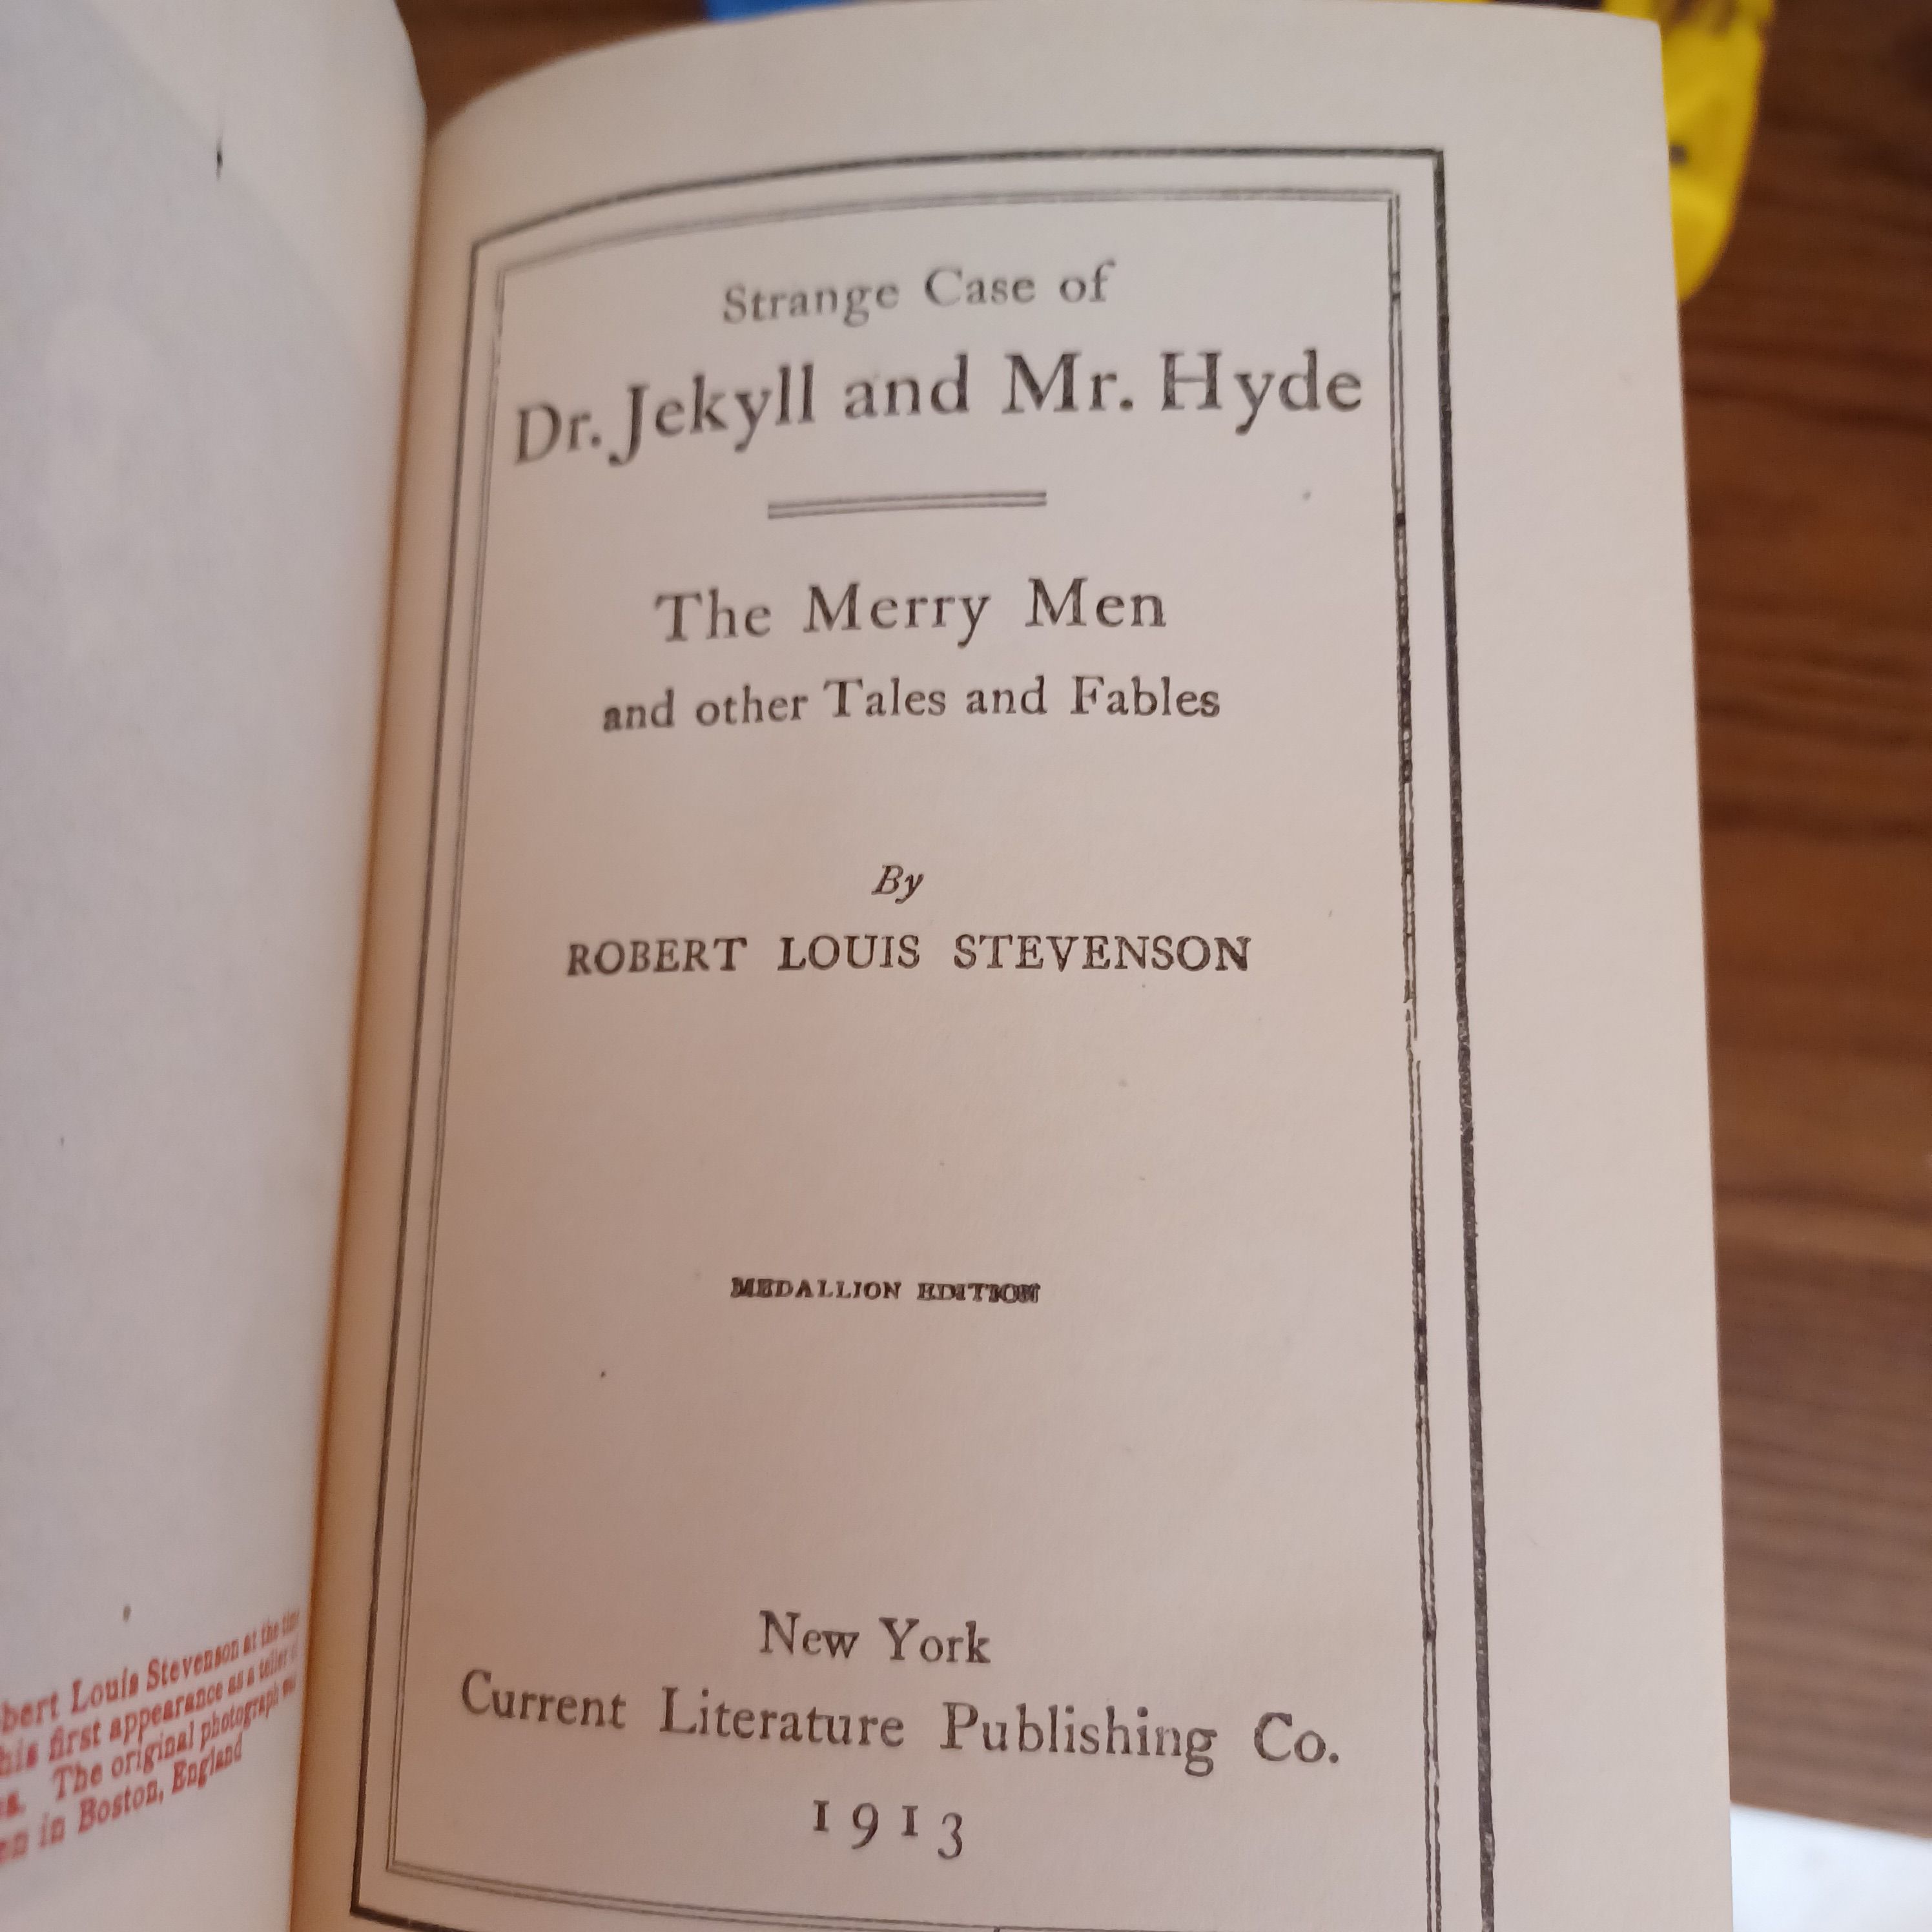 bert Louis Stevenson at the time
his first appearance as a teller of
The original photograph was
in Boston, England
Strange Case of
Dr. Jekyll and Mr. Hyde
The Merry Men
and other Tales and Fables
By
ROBERT LOUIS STEVENSON
MEDALLION EDITION
New York
Current Literature Publishing Co.
1913